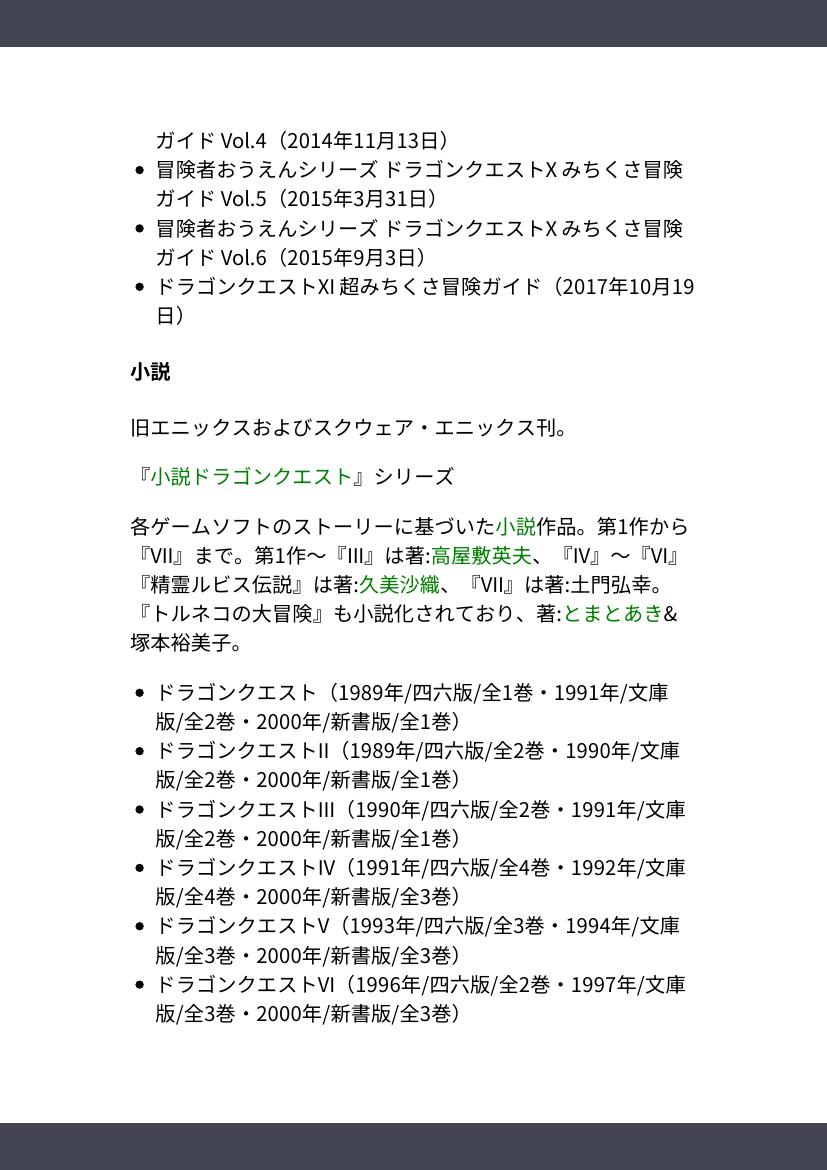 ガイド Vol.4（2014年11月13日）
• 冒険者おうえんシリーズ ドラゴンクエストX みちくさ冒険
ガイド Vol.5（2015年3月31日）
• 冒険者おうえんシリーズ ドラゴンクエストX みちくさ冒険
ガイド Vol.6（2015年9月3日）
• ドラゴンクエストXI 超みちくさ冒険ガイド（2017年10月19
日）
小説
旧エニックスおよびスクウェア・エニックス刊。
『小説ドラゴンクエスト』シリーズ
各ゲームソフトのストーリーに基づいた小説作品。第1作から
『VII』まで。第1作〜『III』は著:高屋敷英夫、『IV』〜『VI』
『精霊ルビス伝説』は著:久美沙織、『VII』は著:土門弘幸。
『トルネコの大冒険』も小説化されており、著:とまとあき&
塚本裕美子。
• ドラゴンクエスト（1989年/四六版/全1巻・1991年/文庫
版/全2巻・2000年/新書版/全1巻）
• ドラゴンクエストII（1989年/四六版/全2巻・1990年/文庫
版/全2巻・2000年/新書版/全1巻）
• ドラゴンクエストIII（1990年/四六版/全2巻・1991年/文庫
版/全2巻・2000年/新書版/全1巻）
• ドラゴンクエストIV（1991年/四六版/全4巻・1992年/文庫
版/全4巻・2000年/新書版/全3巻）
• ドラゴンクエストV（1993年/四六版/全3巻・1994年/文庫
版/全3巻・2000年/新書版/全3巻）
• ドラゴンクエストVI（1996年/四六版/全2巻・1997年/文庫
版/全3巻・2000年/新書版/全3巻）